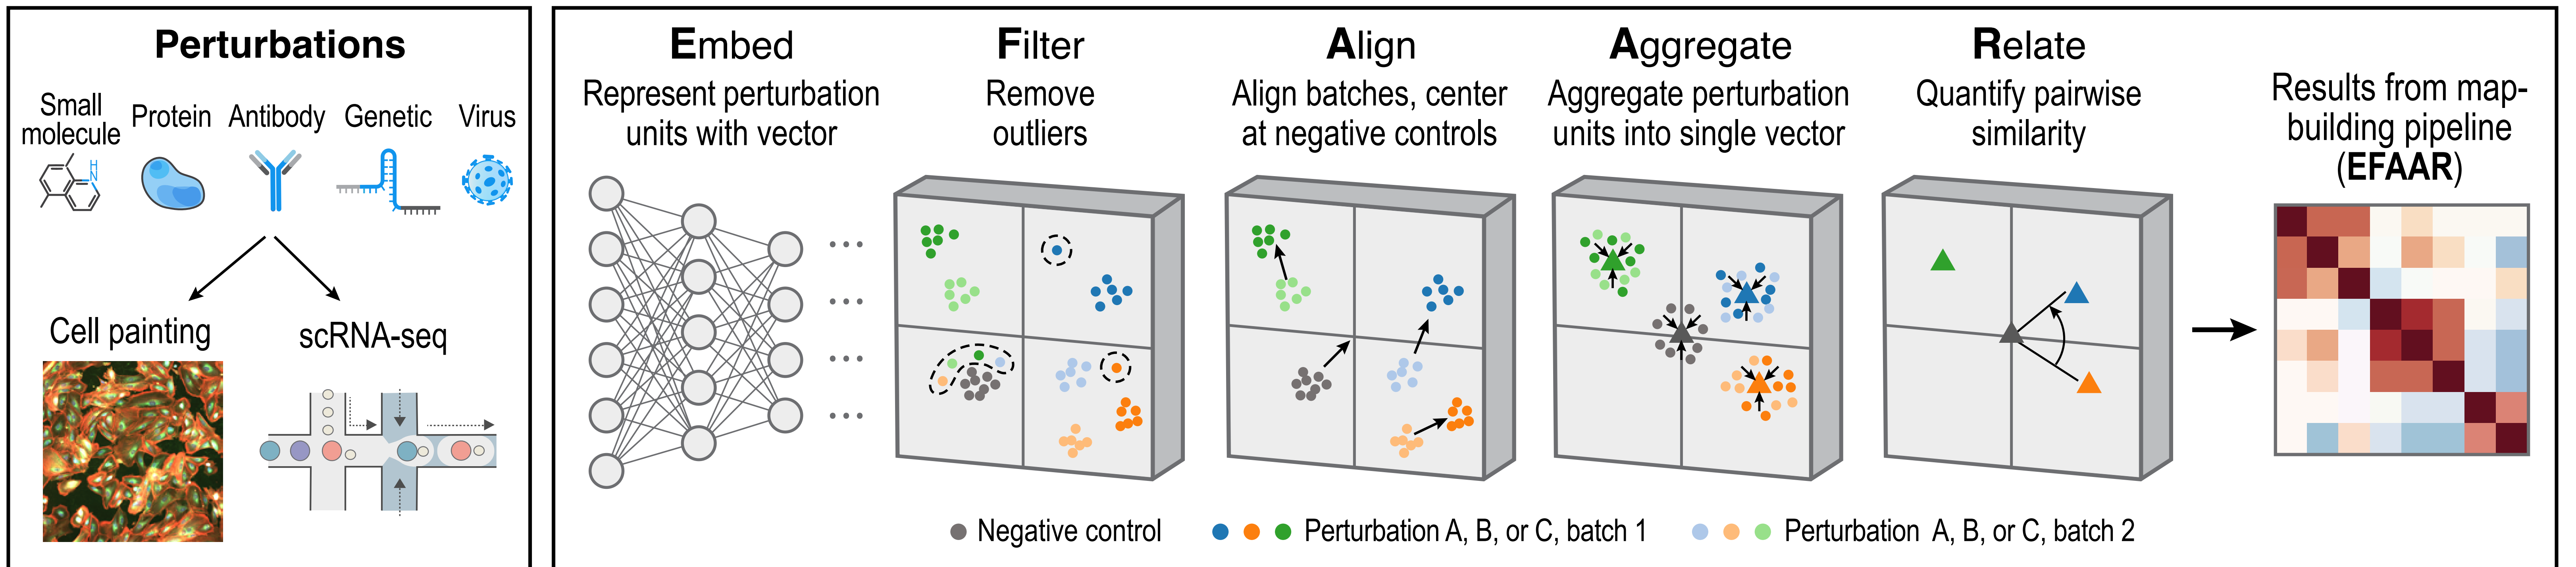 Perturbations
Small
molecule
Protein
Antibody
Genetic
Virus
H
N
Cell painting
scRNA-seq
Embed
Represent perturbation
units with vector
Filter
Remove
outliers
Align
Align batches, center
at negative controls
Aggregate
Aggregate perturbation
units into single vector
Relate
Quantify pairwise
similarity
Results from map-
building pipeline
(EFAAR)
Negative control
Perturbation A, B, or C, batch 1
Perturbation A, B, or C, batch 2